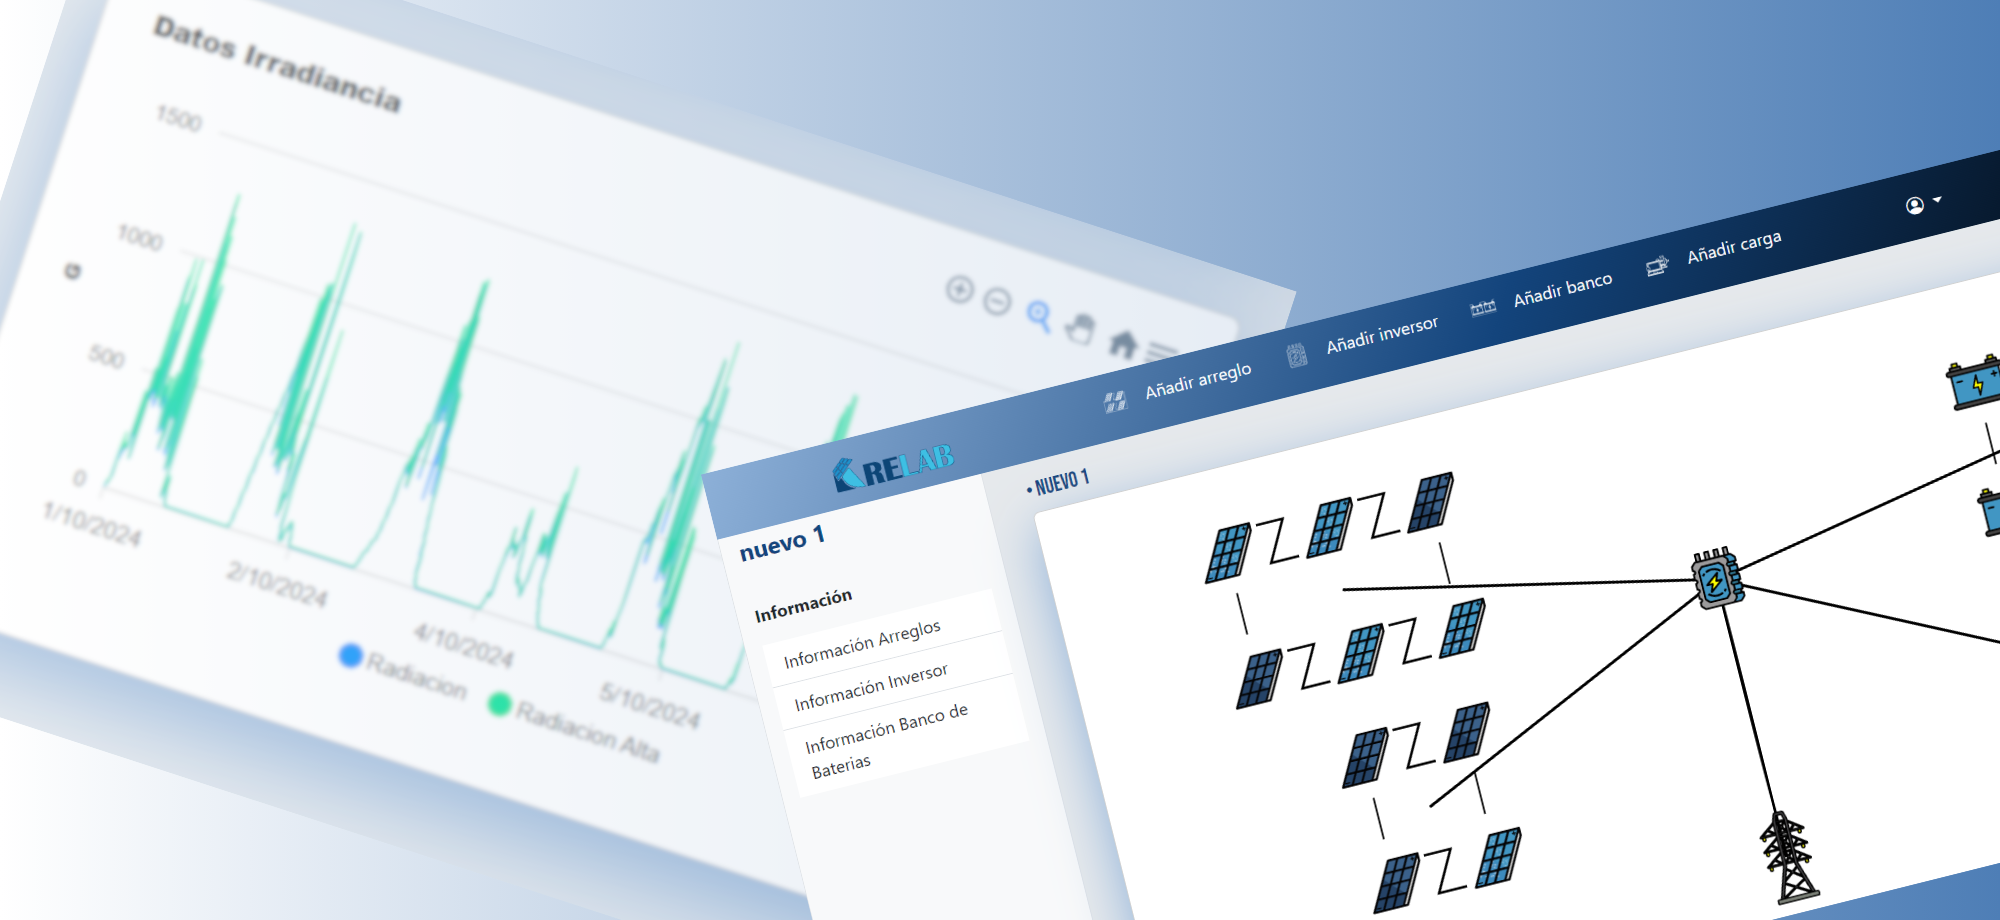 Datos Irradiancia
1500
1000
G
500
0
1/10/2024
2/10/2024
4/10/2024
5/10/2024
Radiacion
Radiacion Alta
RELAB
Añadir arreglo
Añadir inversor
Añadir banco
Añadir carga
nuevo 1
Información
Información Arreglos
Información Inversor
Información Banco de
Baterias
• NUEVO 1